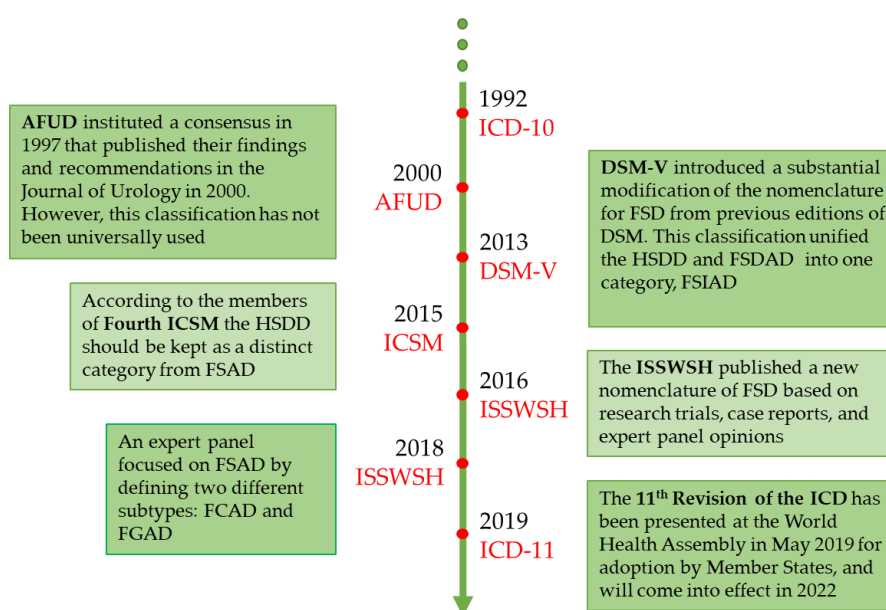 1992
ICD-10
AFUD instituted a consensus in
1997 that published their findings
and recommendations in the
Journal of Urology in 2000.
However, this classification has not
been universally used
2000
AFUD
DSM-V introduced a substantial
modification of the nomenclature
for FSD from previous editions of
DSM. This classification unified
the HSDD and FSDAD into one
category, FSIAD
2013
DSM-V
According to the members
of Fourth ICSM the HSDD
should be kept as a distinct
category from FSAD
2015
ICSM
2016
ISSWSH
The ISSWSH published a new
nomenclature of FSD based on
research trials, case reports, and
expert panel opinions
An expert panel
focused on FSAD by
defining two different
subtypes: FCAD and
FGAD
2018
ISSWSH
2019
ICD-11
The 11th Revision of the ICD has
been presented at the World
Health Assembly in May 2019 for
adoption by Member States, and
will come into effect in 2022